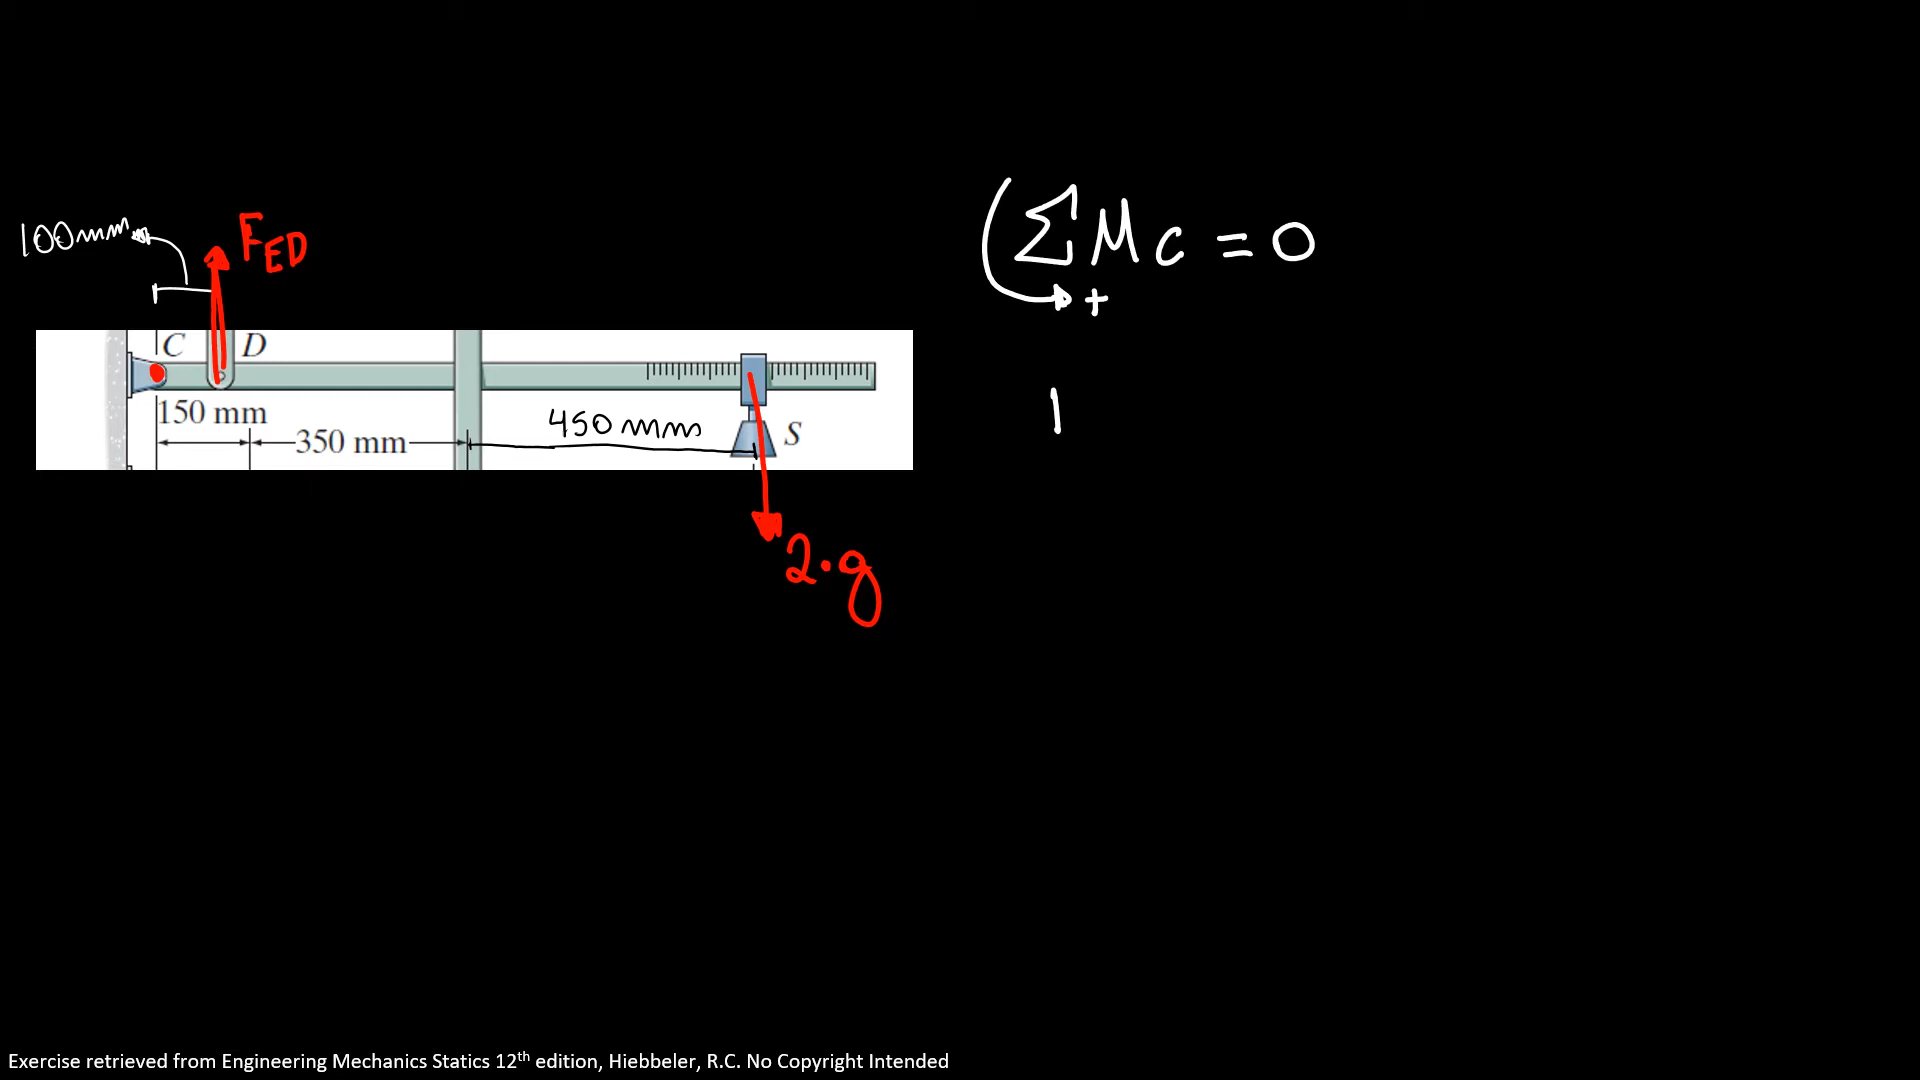 100mm
F_ED
ΣMc = 0
+
C D
150 mm
350 mm
450 mm
S
1
2·g
Exercise retrieved from Engineering Mechanics Statics 12th edition, Hiebbeler, R.C. No Copyright Intended